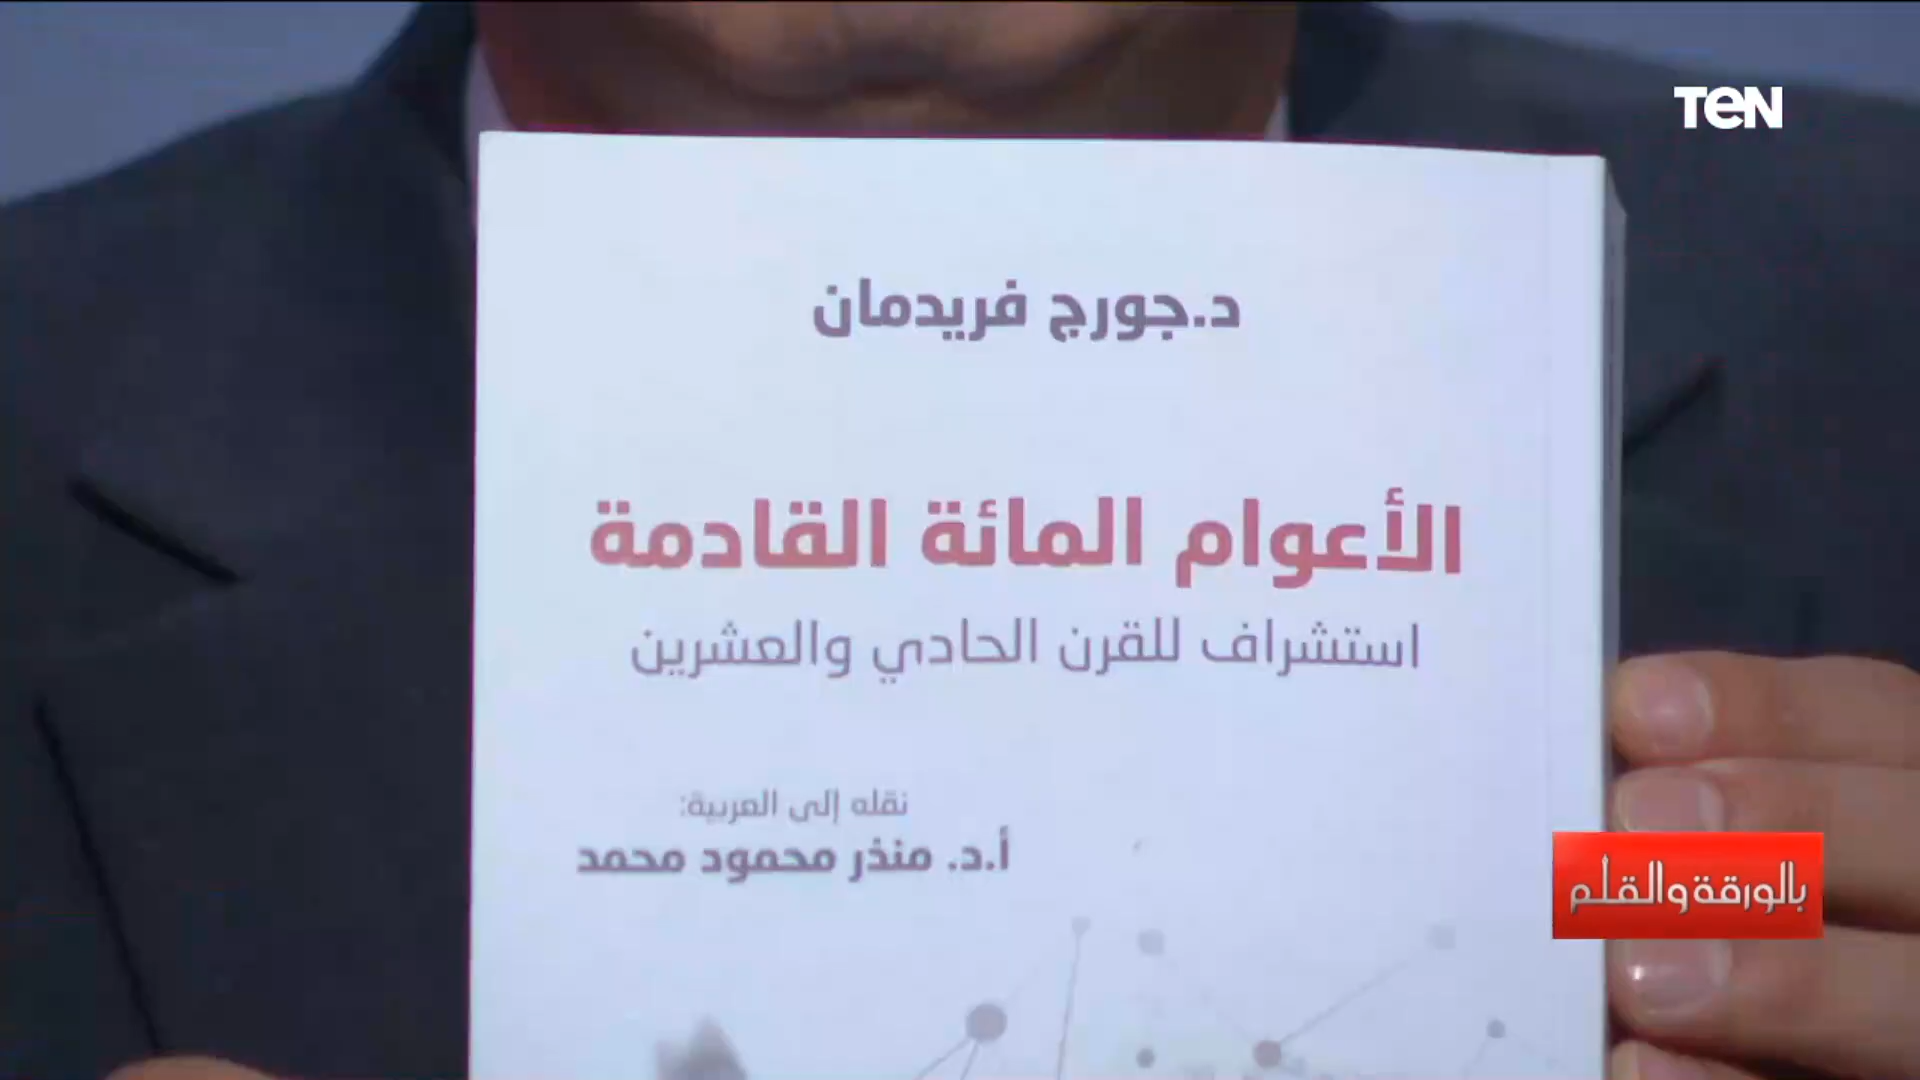 TeN
د.جورج فريدمان
الأعوام المائة القادمة
استشراف للقرن الحادي والعشرين
نقله إلى العربية:
أ.د. منذر محمود محمد
بالورقة والقلم